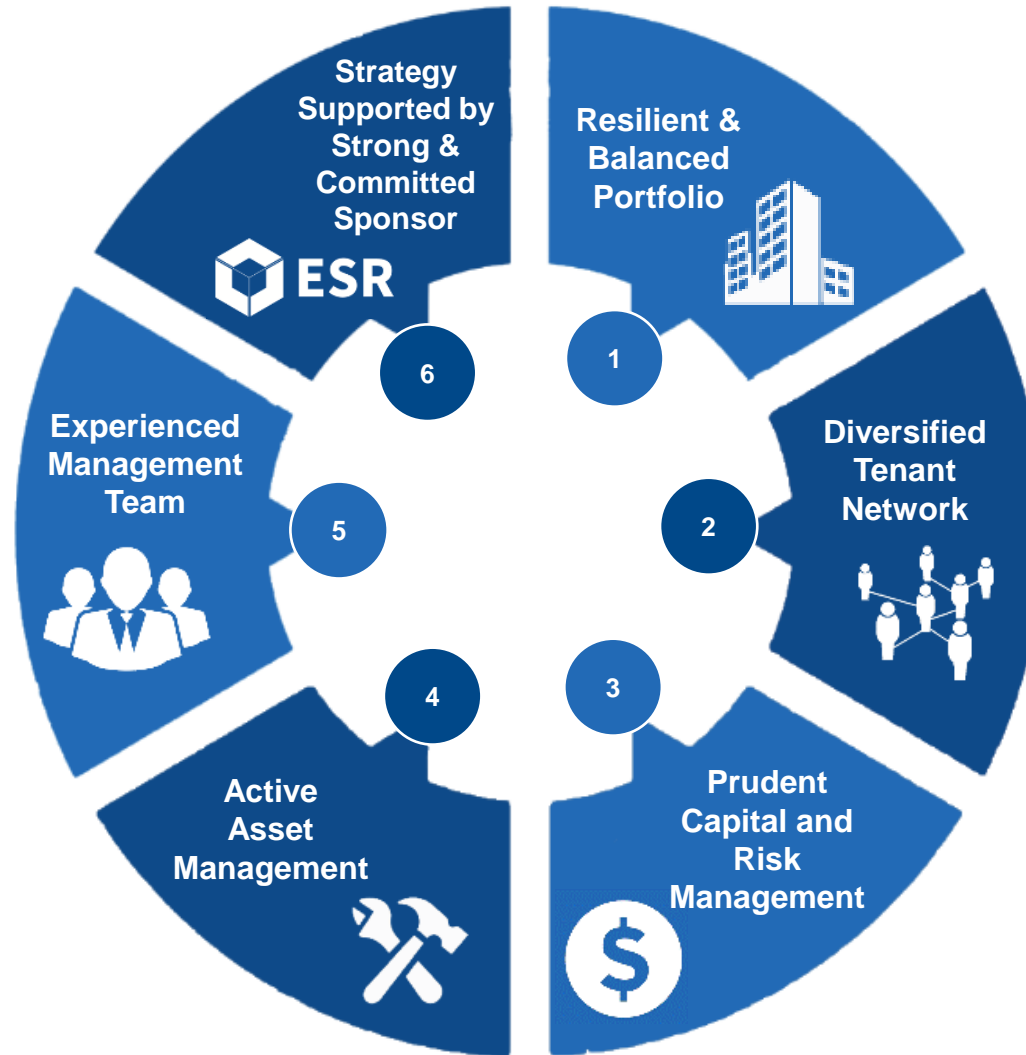 Resilient &
Balanced
Portfolio
1
Diversified
Tenant
Network
2
Prudent
Capital and
Risk
Management
3
$
Active
Asset
Management
4
Experienced
Management
Team
5
Strategy
Supported by
Strong &
Committed
Sponsor
ESR
6